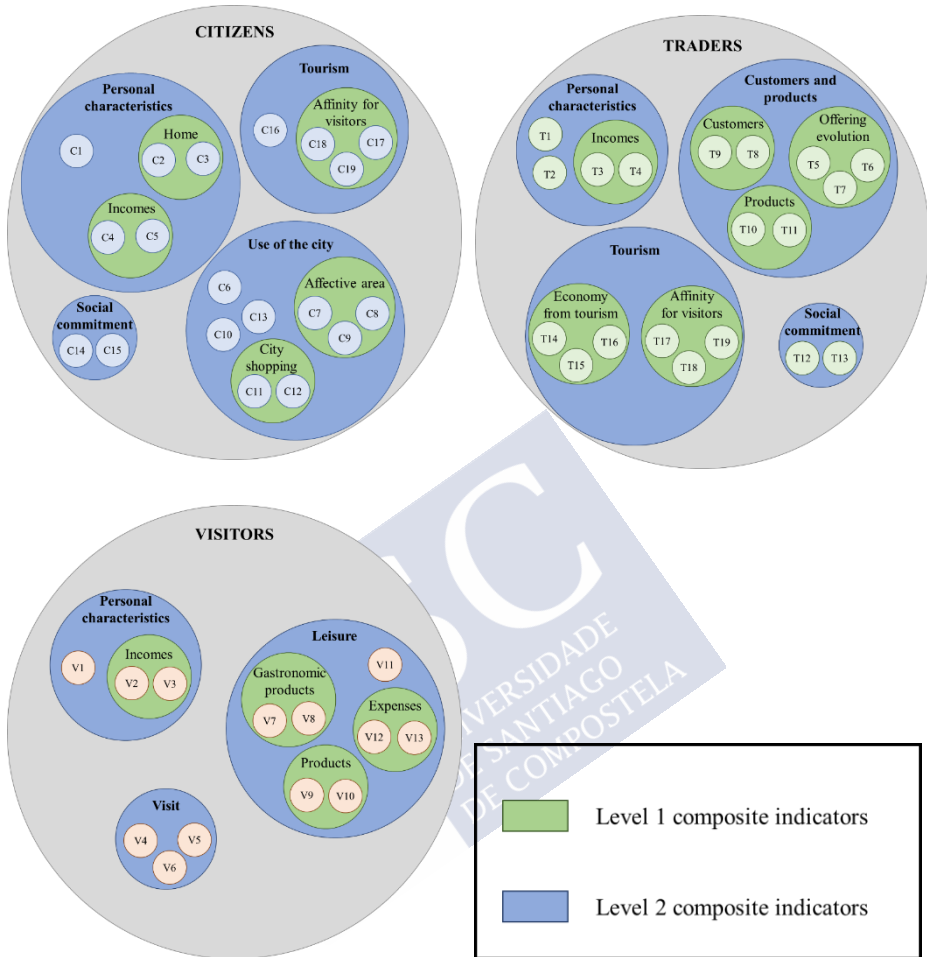 CITIZENS
Personal
characteristics
C1
Home
C2
C3
Incomes
C4
C5
Tourism
C16
Affinity for
visitors
C18
C17
C19
Use of the city
C6
C13
C10
Affective area
C7
C8
C9
City
shopping
C11
C12
Social
commitment
C14
C15
TRADERS
Personal
characteristics
T1
T2
Incomes
T3
T4
Customers and
products
Customers
T9
T8
Offering
evolution
T5
T6
T7
Products
T10
T11
Tourism
Economy
from tourism
T14
T16
T15
Affinity
for visitors
T17
T19
T18
Social
commitment
T12
T13
VISITORS
Personal
characteristics
V1
Incomes
V2
V3
Leisure
V11
Gastronomic
products
V7
V8
Expenses
V12
V13
Products
V9
V10
Visit
V4
V5
V6
SC
UNIVERSIDADE
DE SANTIAGO
DE COMPOSTELA
Level 1 composite indicators
Level 2 composite indicators